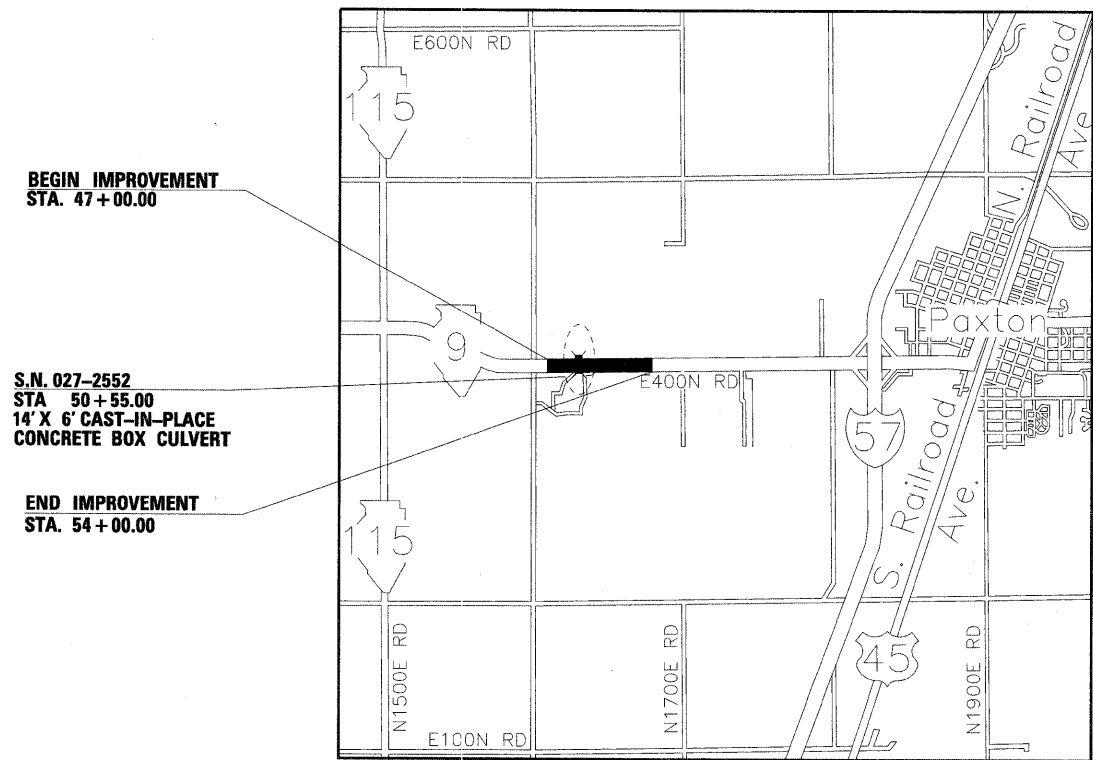 E600N RD
115
N. Railroad
Ave
BEGIN IMPROVEMENT
STA. 47+00.00
9
Paxton
S.N. 027-2552
STA 50+55.00
14' X 6' CAST-IN-PLACE
CONCRETE BOX CULVERT
E400N RD
57
S. Railroad
Ave.
END IMPROVEMENT
STA. 54+00.00
115
45
N1500E RD
N1700E RD
N1900E RD
E100N RD